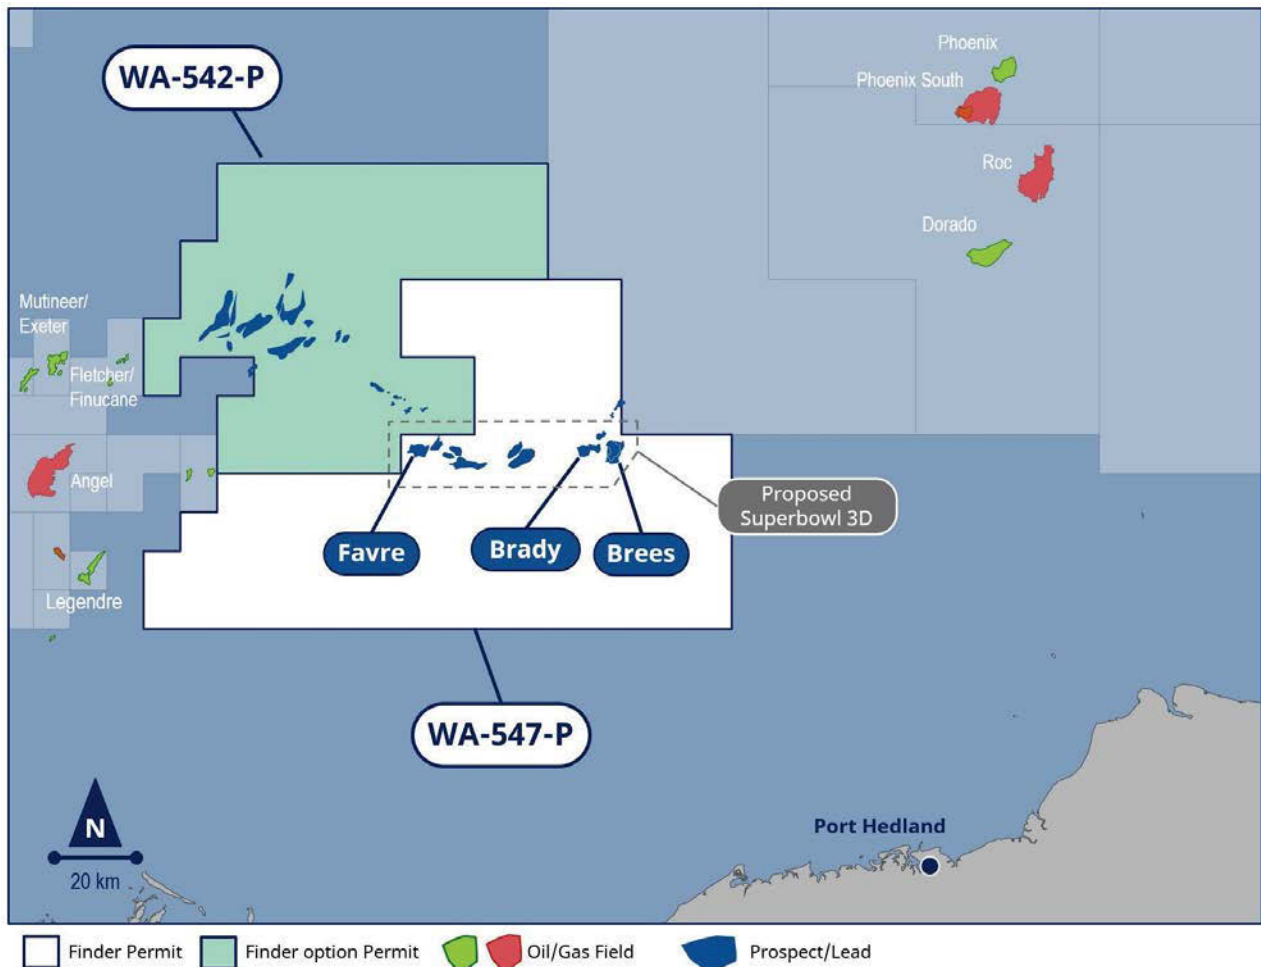 Phoenix
WA-542-P
Phoenix South
Roc
Dorado
Mutineer/
Exeter
Fletcher/
Finucane
Angel
Proposed
Superbowl 3D
Favre
Brady
Brees
Legendre
WA-547-P
N
20 km
Port Hedland
Finder Permit
Finder option Permit
Oil/Gas Field
Prospect/Lead